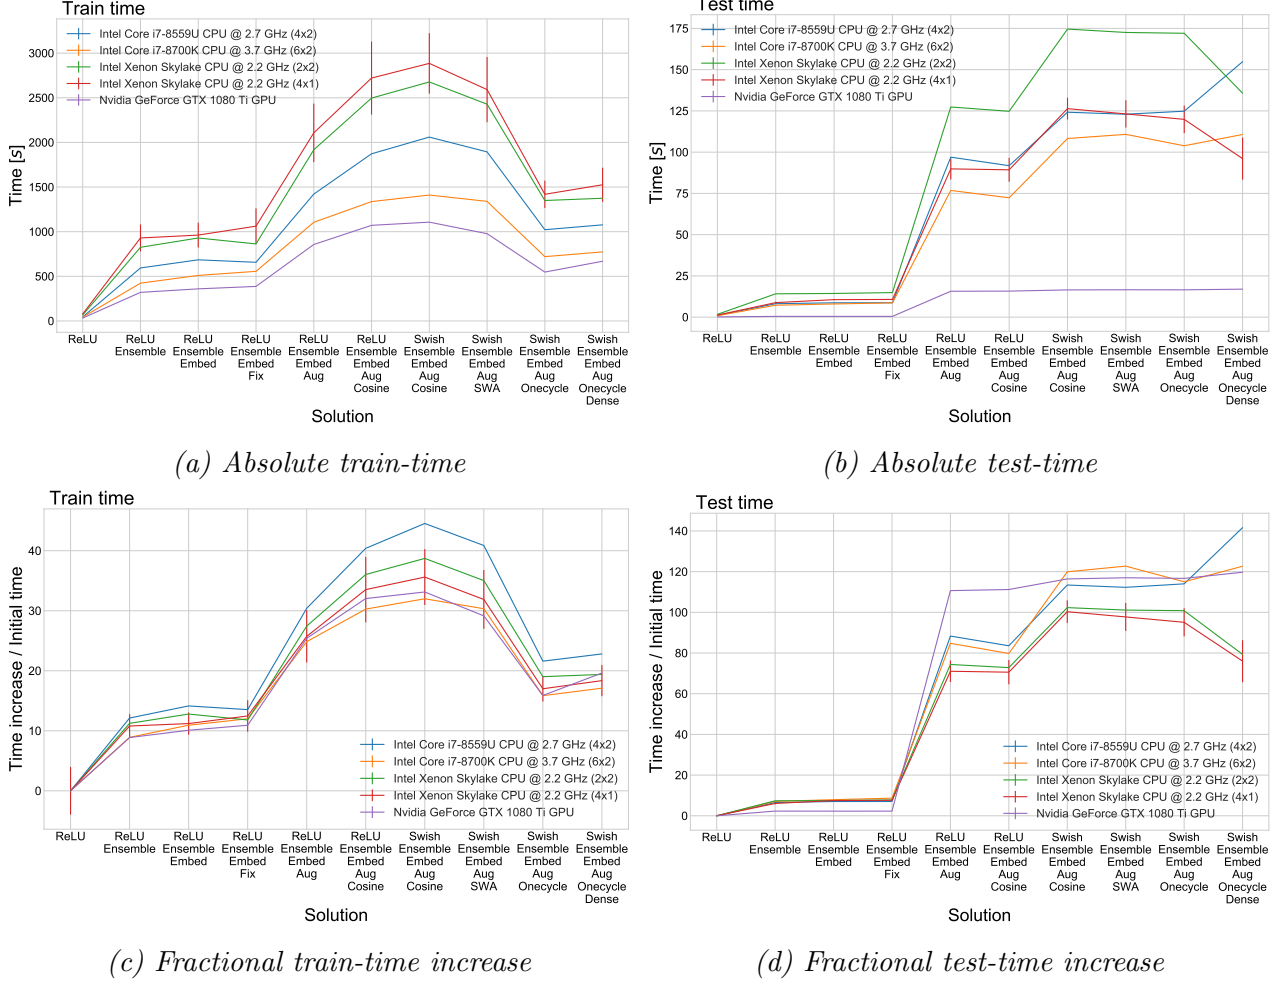 Train time
Time [s]
3000
2500
2000
1500
1000
500
0
Intel Core i7-8559U CPU @ 2.7 GHz (4x2)
Intel Core i7-8700K CPU @ 3.7 GHz (6x2)
Intel Xenon Skylake CPU @ 2.2 GHz (2x2)
Intel Xenon Skylake CPU @ 2.2 GHz (4x1)
Nvidia GeForce GTX 1080 Ti GPU
ReLU ReLU ReLU ReLU ReLU ReLU Swish Swish Swish Swish
Ensemble Ensemble Ensemble Ensemble Ensemble Ensemble Ensemble Ensemble Ensemble
Embed Embed Embed Embed Embed Embed Embed Embed
Fix Aug Aug Aug Aug Aug Aug
Cosine Cosine SWA Onecycle Onecycle
Dense
Solution
(a) Absolute train-time
Test time
Time [s]
175
150
125
100
75
50
25
0
Intel Core i7-8559U CPU @ 2.7 GHz (4x2)
Intel Core i7-8700K CPU @ 3.7 GHz (6x2)
Intel Xenon Skylake CPU @ 2.2 GHz (2x2)
Intel Xenon Skylake CPU @ 2.2 GHz (4x1)
Nvidia GeForce GTX 1080 Ti GPU
ReLU ReLU ReLU ReLU ReLU ReLU Swish Swish Swish Swish
Ensemble Ensemble Ensemble Ensemble Ensemble Ensemble Ensemble Ensemble Ensemble
Embed Embed Embed Embed Embed Embed Embed Embed
Fix Aug Aug Aug Aug Aug Aug
Cosine Cosine SWA Onecycle Onecycle
Dense
Solution
(b) Absolute test-time
Train time
Time increase / Initial time
40
30
20
10
0
Intel Core i7-8559U CPU @ 2.7 GHz (4x2)
Intel Core i7-8700K CPU @ 3.7 GHz (6x2)
Intel Xenon Skylake CPU @ 2.2 GHz (2x2)
Intel Xenon Skylake CPU @ 2.2 GHz (4x1)
Nvidia GeForce GTX 1080 Ti GPU
ReLU ReLU ReLU ReLU ReLU ReLU Swish Swish Swish Swish
Ensemble Ensemble Ensemble Ensemble Ensemble Ensemble Ensemble Ensemble Ensemble
Embed Embed Embed Embed Embed Embed Embed Embed
Fix Aug Aug Aug Aug Aug Aug
Cosine Cosine SWA Onecycle Onecycle
Dense
Solution
(c) Fractional train-time increase
Test time
Time increase / Initial time
140
120
100
80
60
40
20
0
Intel Core i7-8559U CPU @ 2.7 GHz (4x2)
Intel Core i7-8700K CPU @ 3.7 GHz (6x2)
Intel Xenon Skylake CPU @ 2.2 GHz (2x2)
Intel Xenon Skylake CPU @ 2.2 GHz (4x1)
Nvidia GeForce GTX 1080 Ti GPU
ReLU ReLU ReLU ReLU ReLU ReLU Swish Swish Swish Swish
Ensemble Ensemble Ensemble Ensemble Ensemble Ensemble Ensemble Ensemble Ensemble
Embed Embed Embed Embed Embed Embed Embed Embed
Fix Aug Aug Aug Aug Aug Aug
Cosine Cosine SWA Onecycle Onecycle
Dense
Solution
(d) Fractional test-time increase